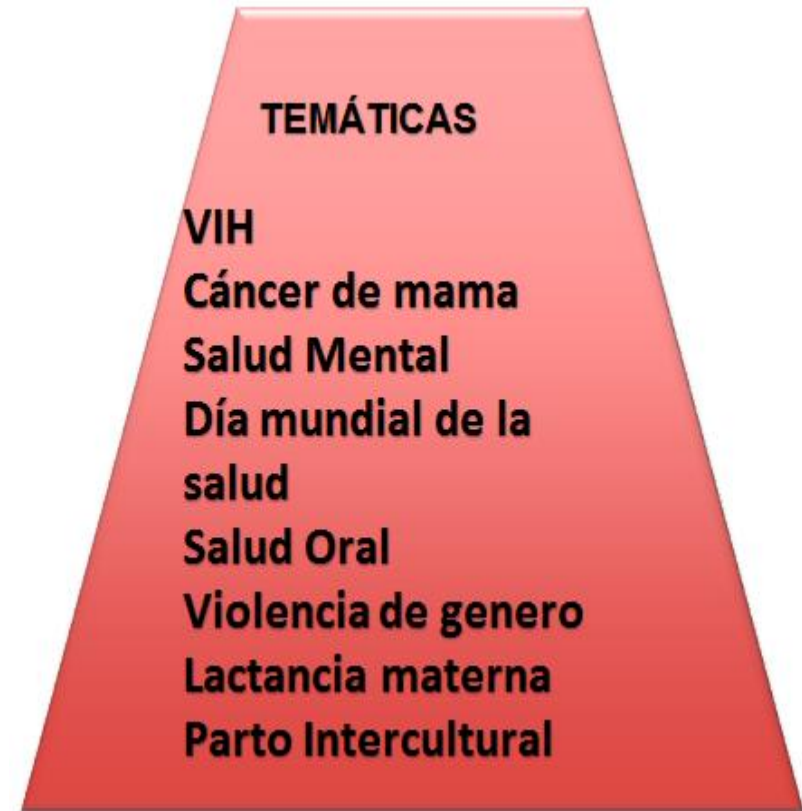 TEMÁTICAS
VIH
Cáncer de mama
Salud Mental
Día mundial de la
salud
Salud Oral
Violencia de genero
Lactancia materna
Parto Intercultural